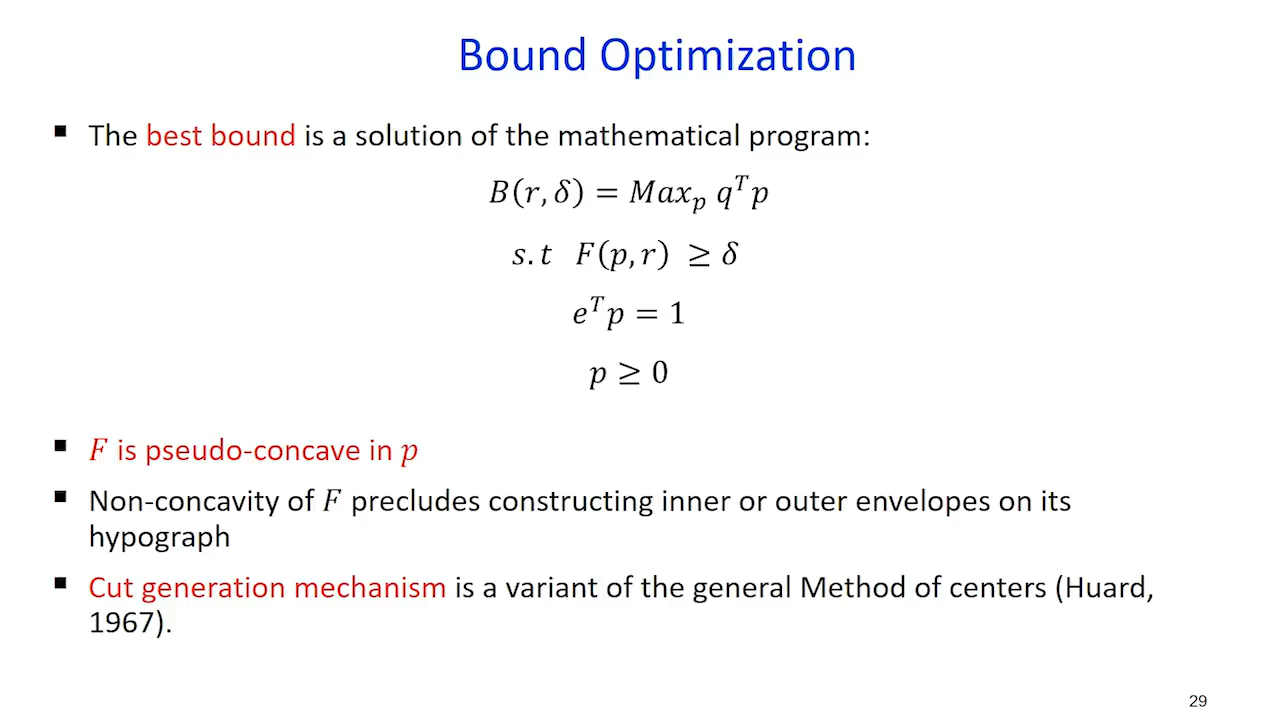 Bound Optimization
▪ The best bound is a solution of the mathematical program:
B(r, δ) = Max_p q^T p
s.t F(p, r) ≥ δ
e^T p = 1
p ≥ 0
▪ F is pseudo-concave in p
▪ Non-concavity of F precludes constructing inner or outer envelopes on its
hypograph
▪ Cut generation mechanism is a variant of the general Method of centers (Huard,
1967).
29